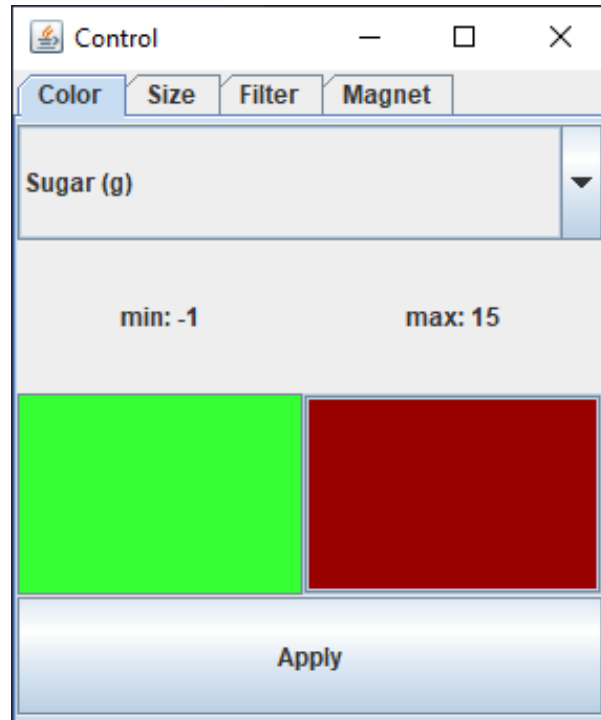 Control
Color Size Filter Magnet
Sugar (g)
min: -1 max: 15
Apply